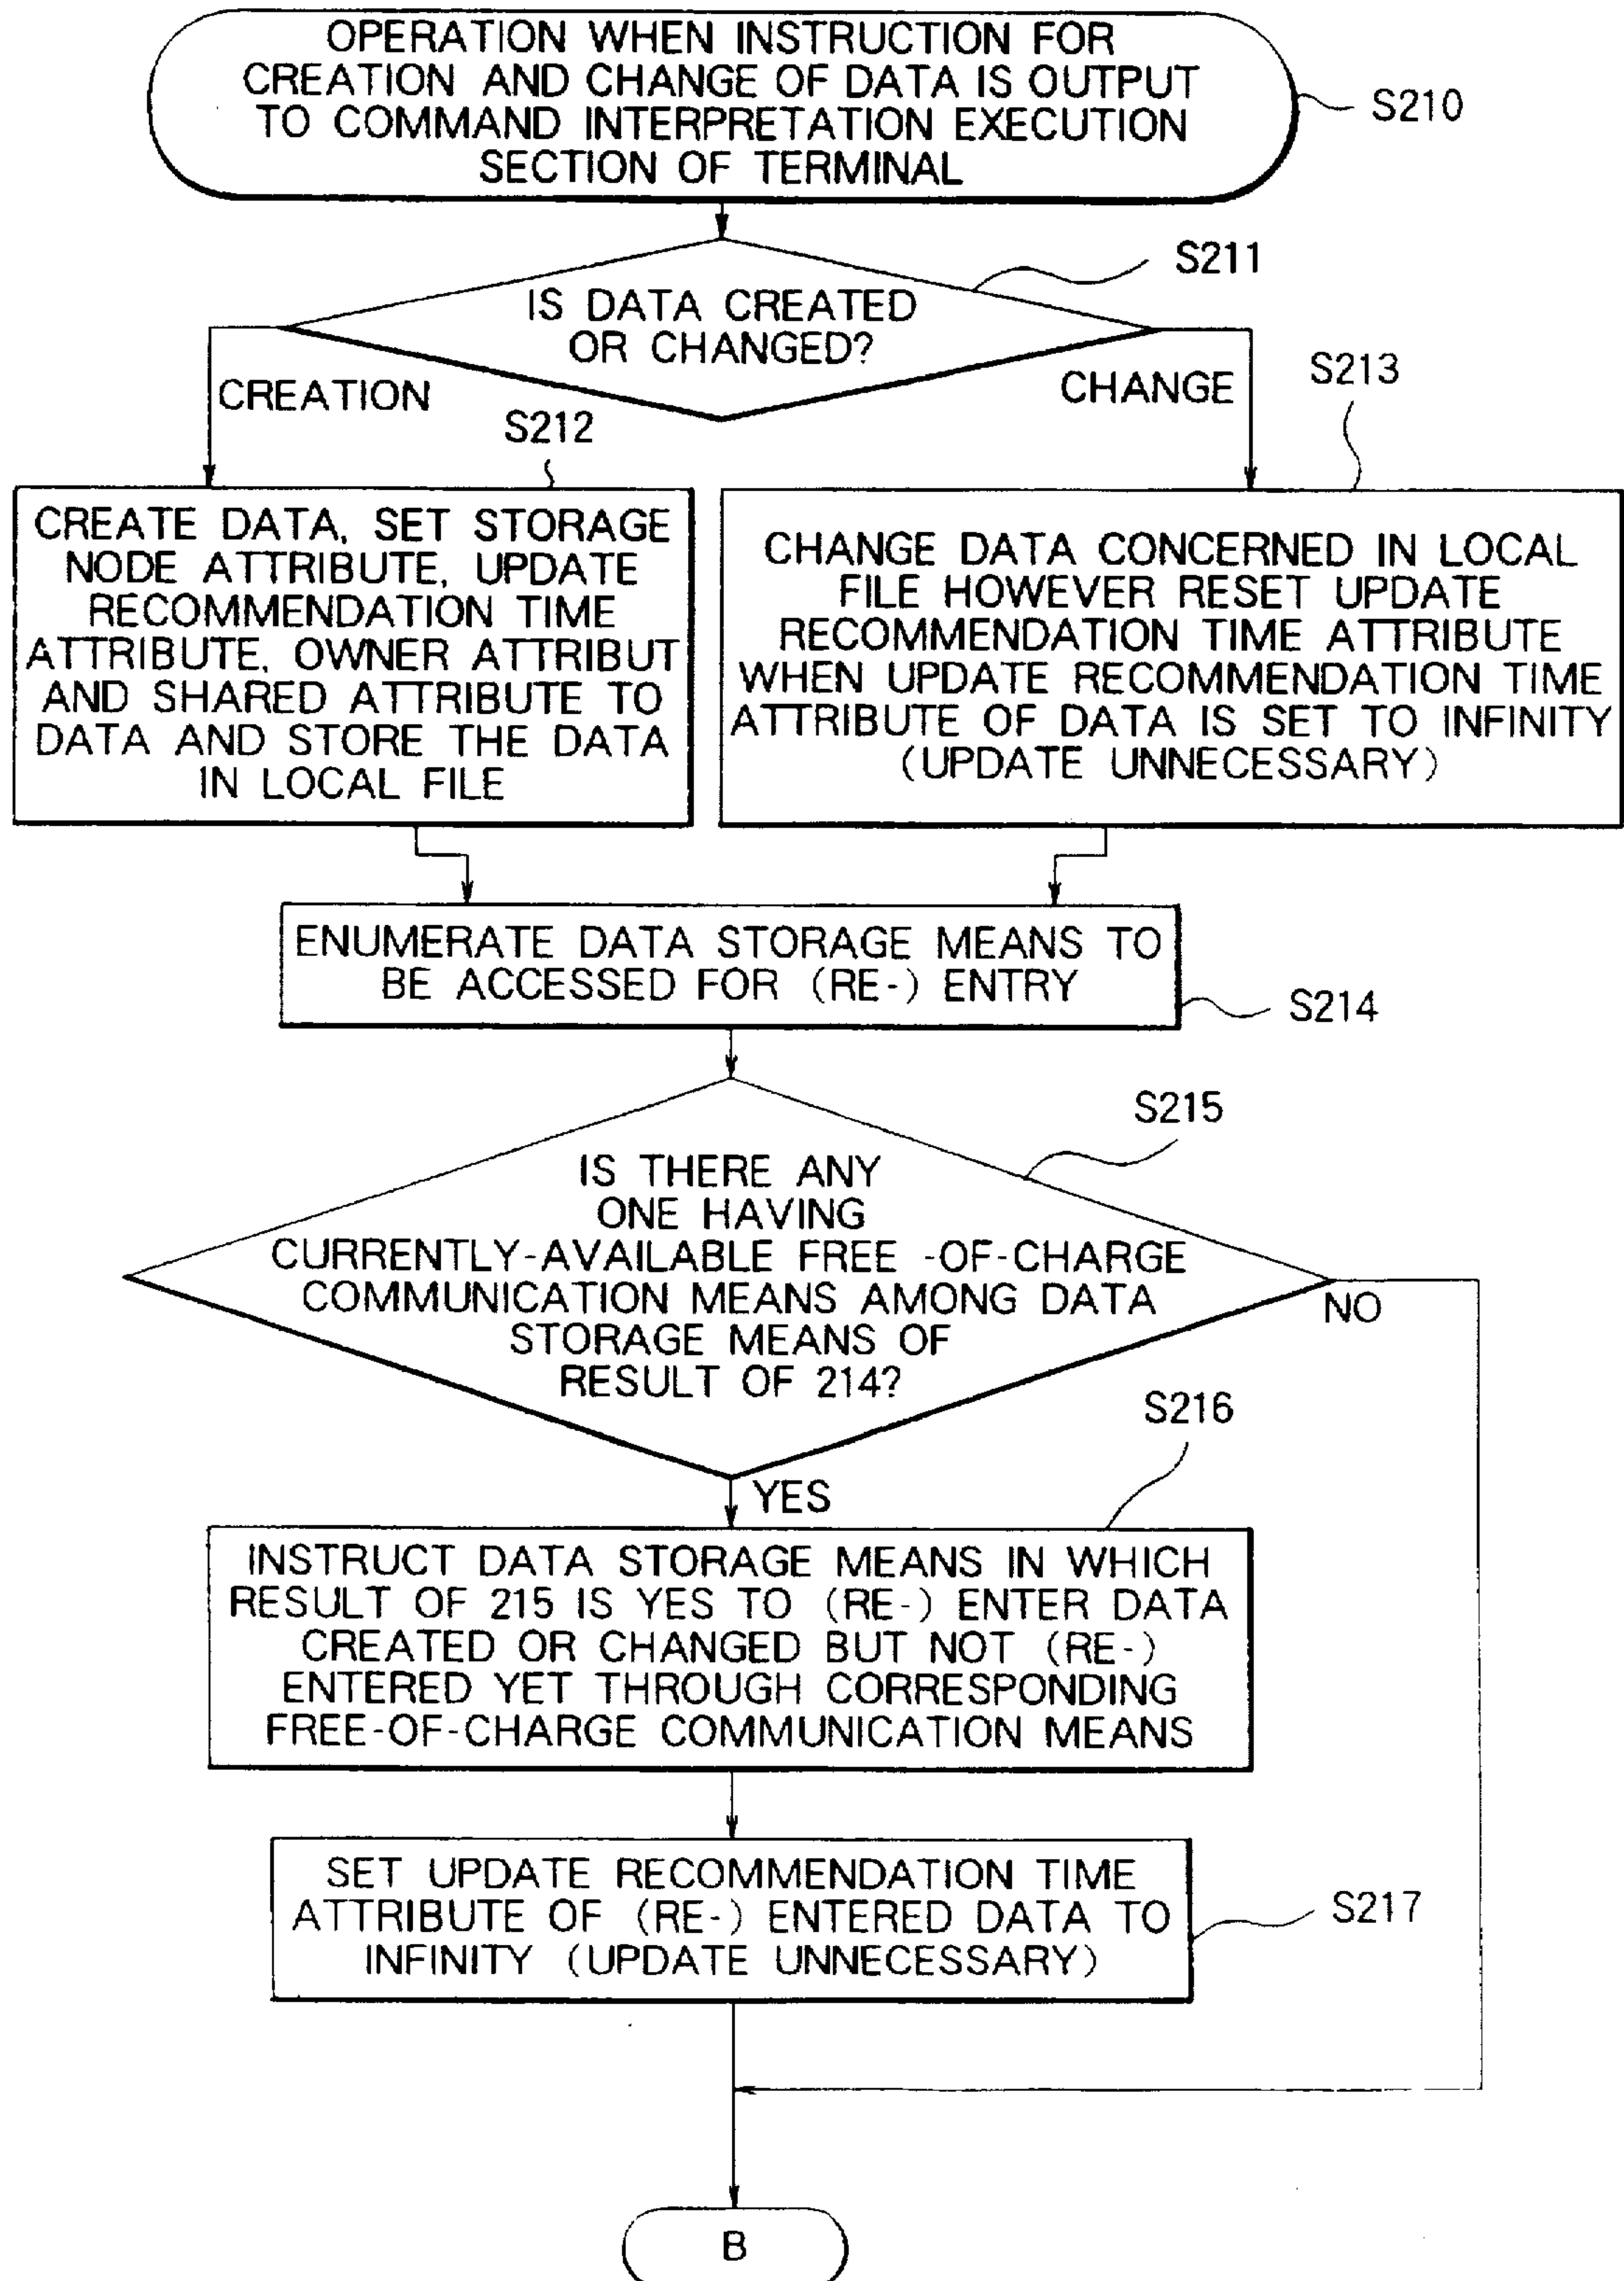 OPERATION WHEN INSTRUCTION FOR
CREATION AND CHANGE OF DATA IS OUTPUT
TO COMMAND INTERPRETATION EXECUTION
SECTION OF TERMINAL
S210
S211
IS DATA CREATED
OR CHANGED?
CREATION
CHANGE
S213
S212
CREATE DATA, SET STORAGE
NODE ATTRIBUTE, UPDATE
RECOMMENDATION TIME
ATTRIBUTE, OWNER ATTRIBUT
AND SHARED ATTRIBUTE TO
DATA AND STORE THE DATA
IN LOCAL FILE
CHANGE DATA CONCERNED IN LOCAL
FILE HOWEVER RESET UPDATE
RECOMMENDATION TIME ATTRIBUTE
WHEN UPDATE RECOMMENDATION TIME
ATTRIBUTE OF DATA IS SET TO INFINITY
(UPDATE UNNECESSARY)
ENUMERATE DATA STORAGE MEANS TO
BE ACCESSED FOR (RE-) ENTRY
S214
S215
IS THERE ANY
ONE HAVING
CURRENTLY-AVAILABLE FREE -OF-CHARGE
COMMUNICATION MEANS AMONG DATA
STORAGE MEANS OF
RESULT OF 214?
NO
S216
YES
INSTRUCT DATA STORAGE MEANS IN WHICH
RESULT OF 215 IS YES TO (RE-) ENTER DATA
CREATED OR CHANGED BUT NOT (RE-)
ENTERED YET THROUGH CORRESPONDING
FREE-OF-CHARGE COMMUNICATION MEANS
SET UPDATE RECOMMENDATION TIME
ATTRIBUTE OF (RE-) ENTERED DATA TO
INFINITY (UPDATE UNNECESSARY)
S217
B